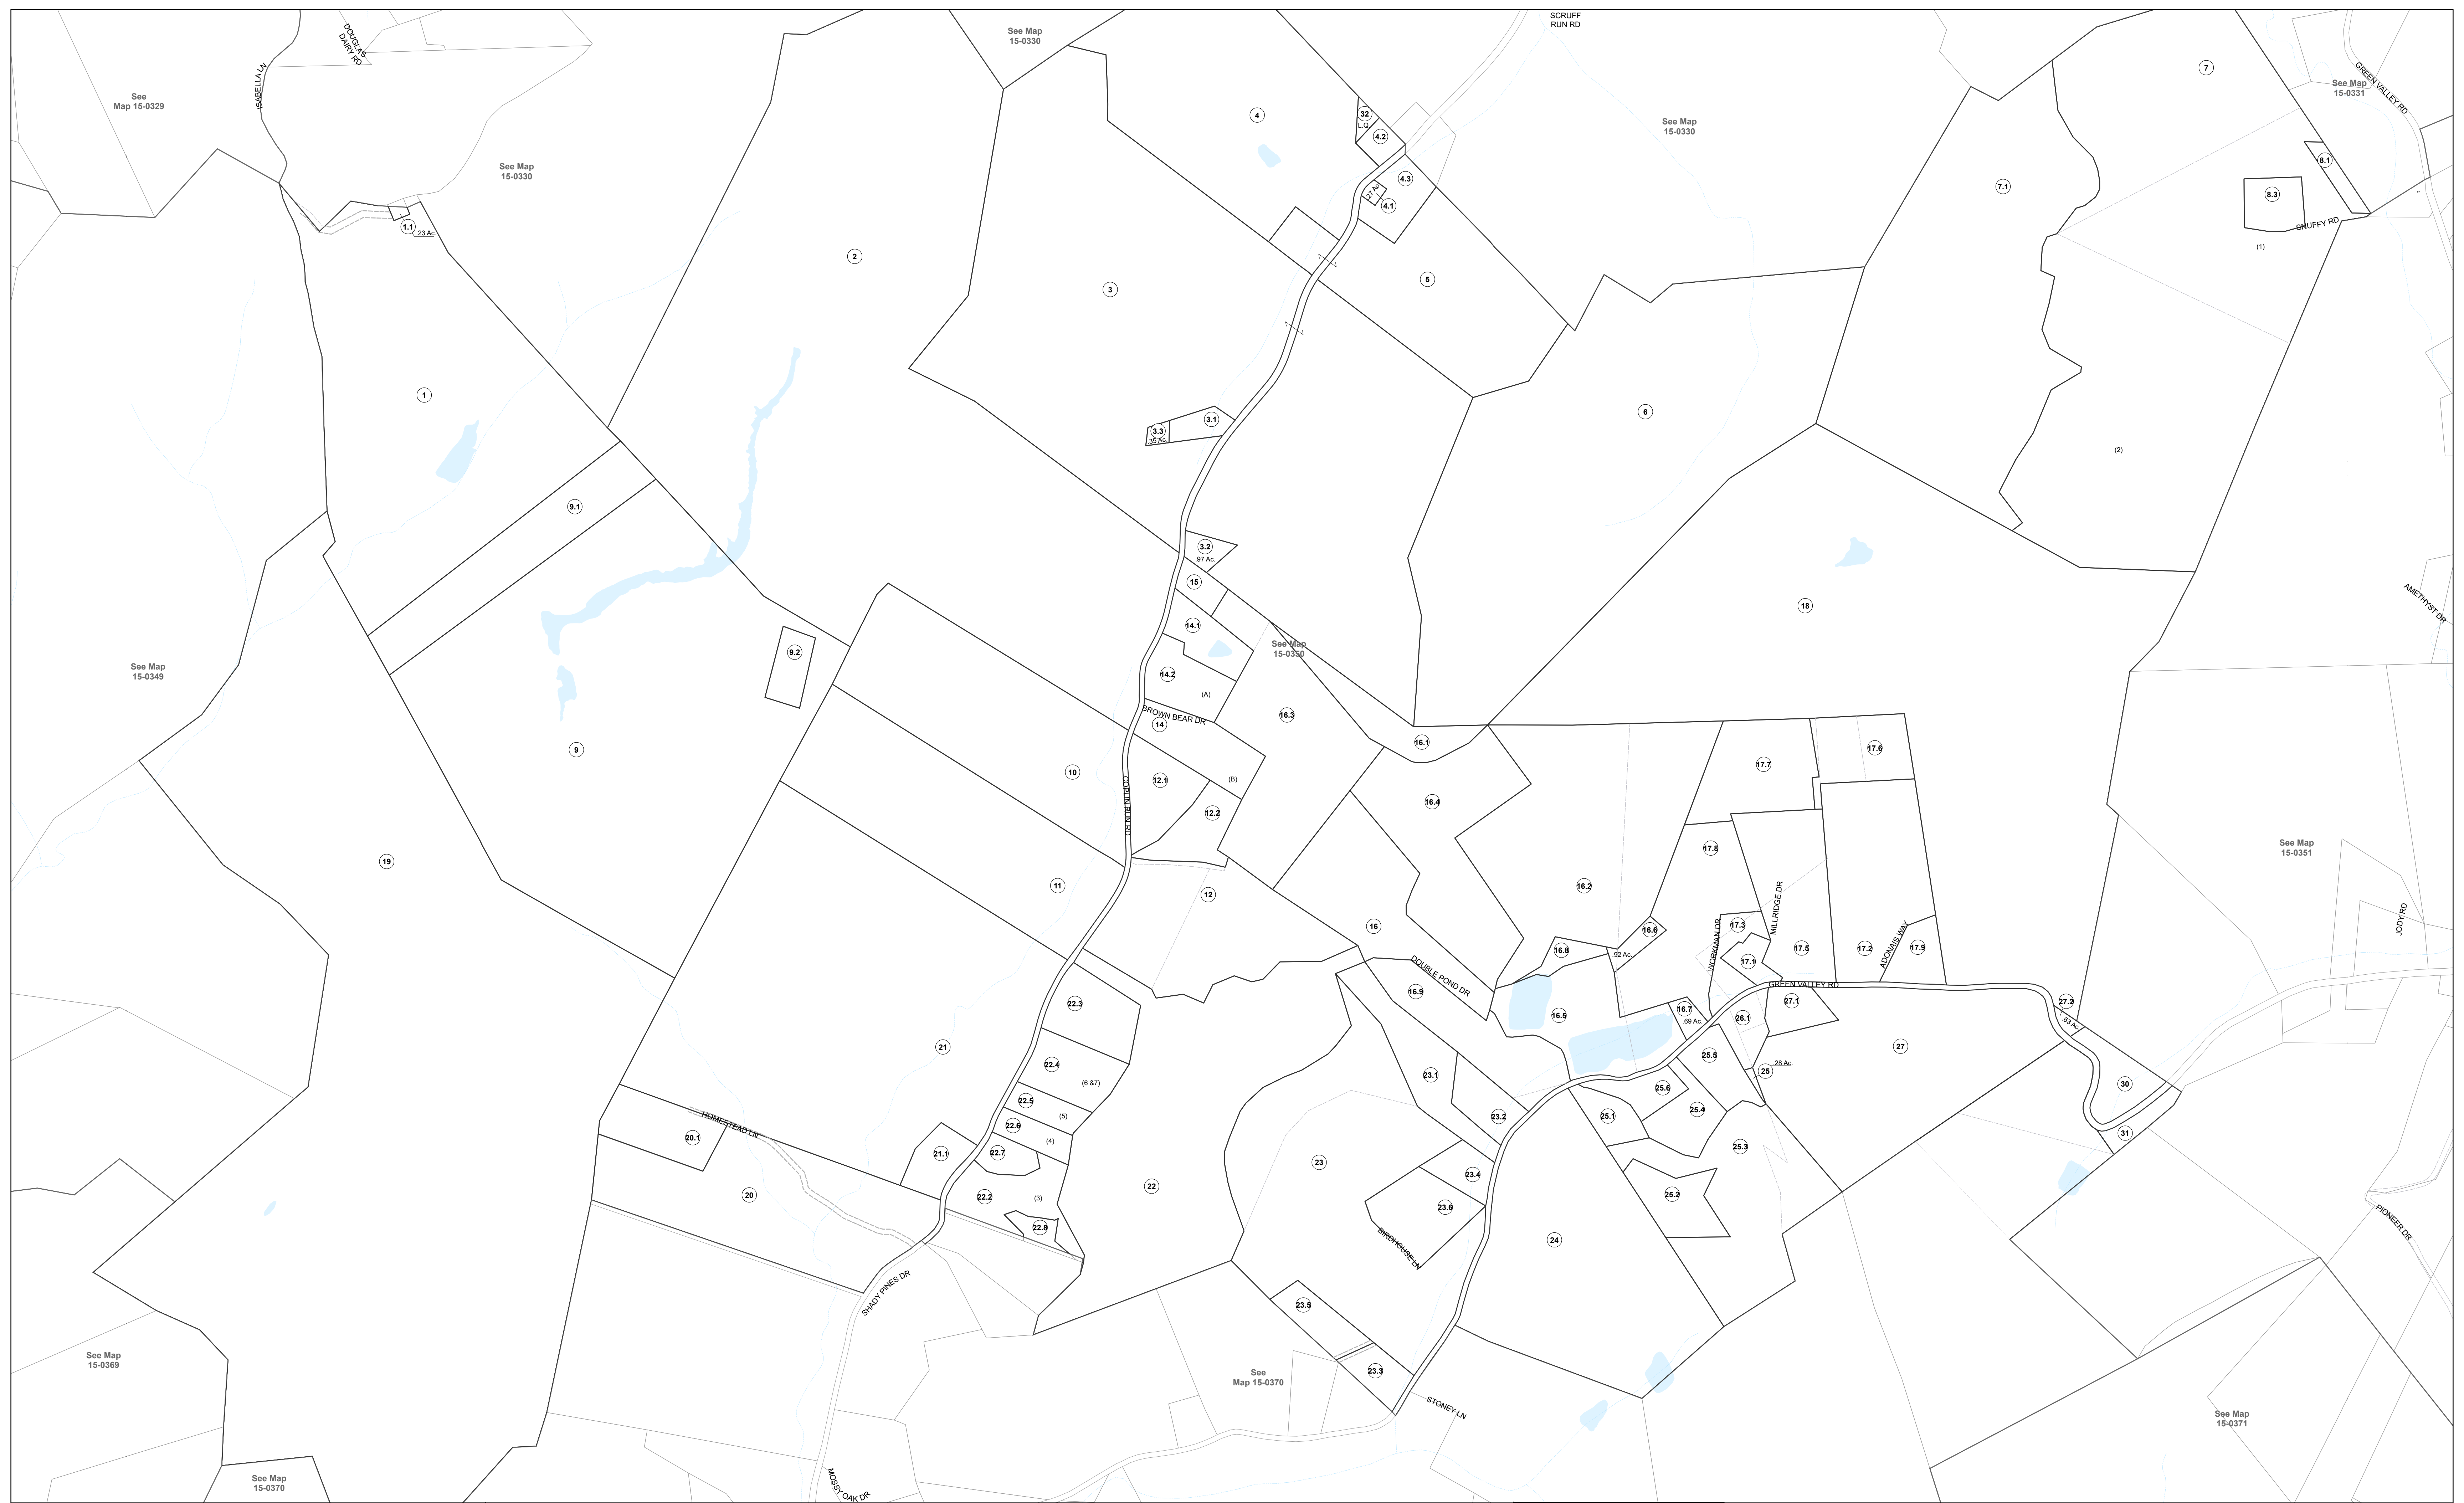 SCRUFF
RUN RD
DOUGLAS
DAIRY RD
See Map
15-0330
7
ISABELLA LN
GREEN VALLEY RD
See
Map 15-0329
See Map
15-0331
4
32
L.Q.
4.2
See Map
15-0330
8.1
See Map
15-0330
4.3
7.1
8.3
.27 Ac.
4.1
1.1
.23 Ac.
SNUFFY RD
(1)
2
5
3
1
6
3.1
3.3
.35 Ac.
(2)
9.1
3.2
.97 Ac.
15
18
AMETHYST DR
14.1
See Map
15-0350
9.2
See Map
15-0349
14.2
(A)
BROWN BEAR DR
14
16.3
16.1
17.6
9
17.7
10
12.1
(B)
COPLIN RUN RD
16.4
12.2
17.8
See Map
15-0351
19
11
12
16.2
MILLRIDGE DR
JODY RD
16
17.3
16.6
WORKMAN DR
ADONAIS WAY
16.8
.92 Ac.
17.5
17.2
17.9
17.1
DOUBLE POND DR
GREEN VALLEY RD
16.9
22.3
27.1
27.2
.63 Ac.
16.7
.69 Ac.
16.5
26.1
21
27
25.5
22.4
.28 Ac.
25
23.1
(6 &7)
30
25.6
22.5
25.4
(5)
23.2
25.1
HOMESTEAD LN
22.6
20.1
(4)
31
25.3
22.7
21.1
23
23.4
22
20
22.2
(3)
25.2
23.6
22.8
PIONEER DR
24
BIRDHOUSE LN
SHADY PINES DR
23.5
See Map
15-0369
23.3
See
Map 15-0370
STONEY LN
See Map
15-0371
See Map
15-0370
MOSSY OAK DR